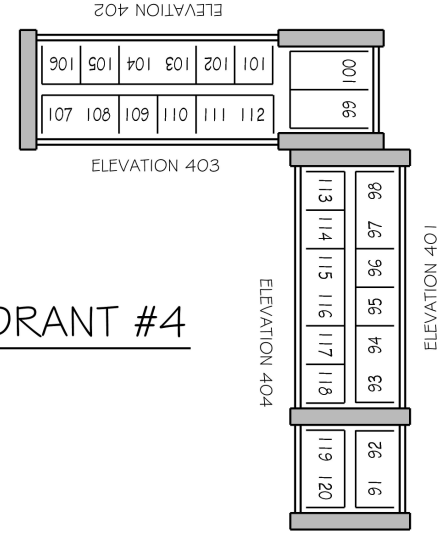 ELEVATION 402
106 105 104 103 102 101
100
99
107 108 109 110 111 112
ELEVATION 403
113 98
114 97
115 96
116 95
117 94
118 93
119 92
120 91
ELEVATION 401
ELEVATION 404
DRANT #4